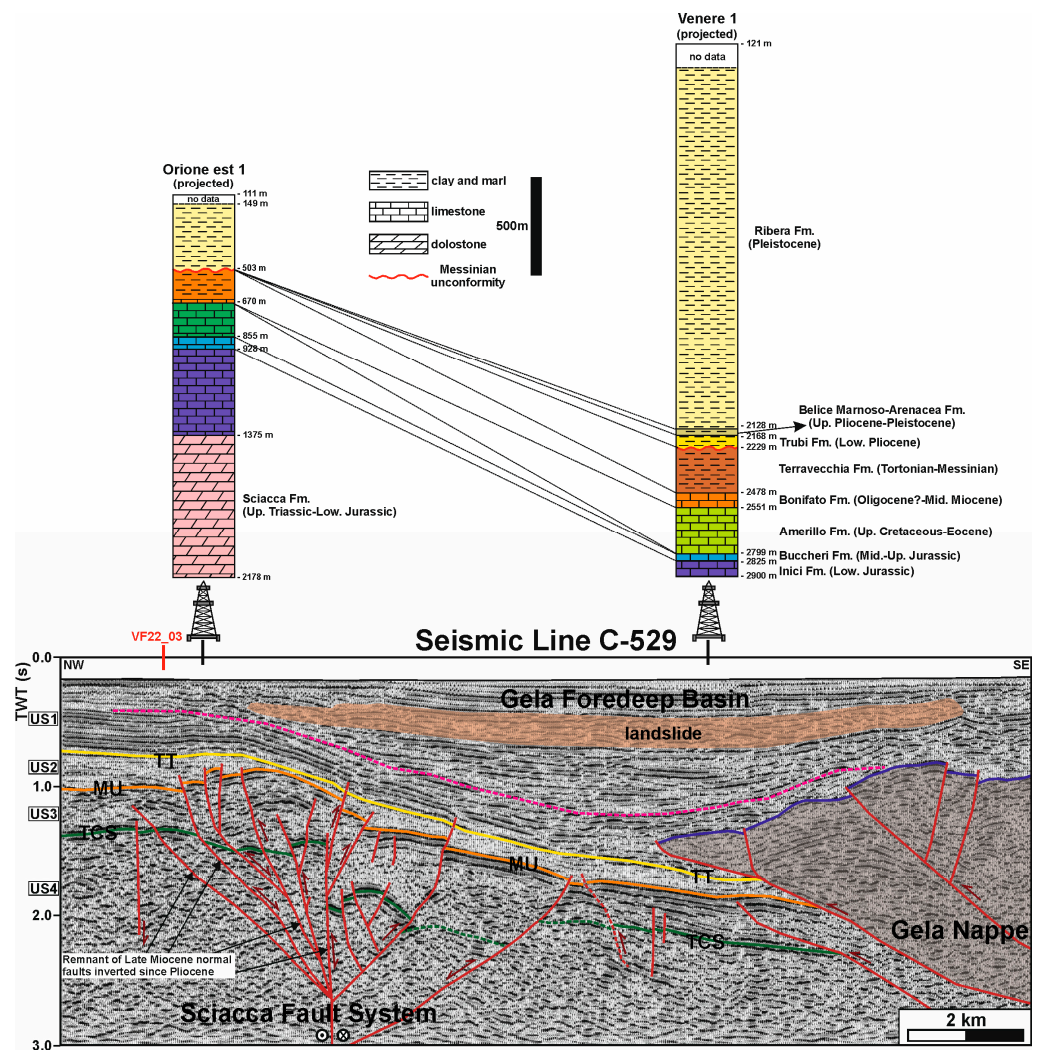 Venere 1
(projected)
- 121 m
no data
Orione est 1
(projected)
- 111 m
no data
- 149 m
clay and marl
limestone
500m
dolostone
Messinian
unconformity
Ribera Fm.
(Pleistocene)
- 503 m
- 670 m
- 855 m
- 928 m
- 1375 m
Sciacca Fm.
(Up. Triassic-Low. Jurassic)
- 2178 m
Belice Marnoso-Arenacea Fm.
(Up. Pliocene-Pleistocene)
- 2128 m
- 2168 m
Trubi Fm. (Low. Pliocene)
- 2229 m
Terravecchia Fm. (Tortonian-Messinian)
- 2478 m
Bonifato Fm. (Oligocene?-Mid. Miocene)
- 2551 m
Amerillo Fm. (Up. Cretaceous-Eocene)
- 2799 m
Buccheri Fm. (Mid.-Up. Jurassic)
- 2825 m
Inici Fm. (Low. Jurassic)
- 2900 m
VF22_03
Seismic Line C-529
0.0
NW
SE
TWT (s)
Gela Foredeep Basin
US1
landslide
TT
US2
1.0
MU
US3
TCS
MU
TT
US4
2.0
Gela Nappe
TCS
Remnant of Late Miocene normal
faults inverted since Pliocene
Sciacca Fault System
2 km
3.0